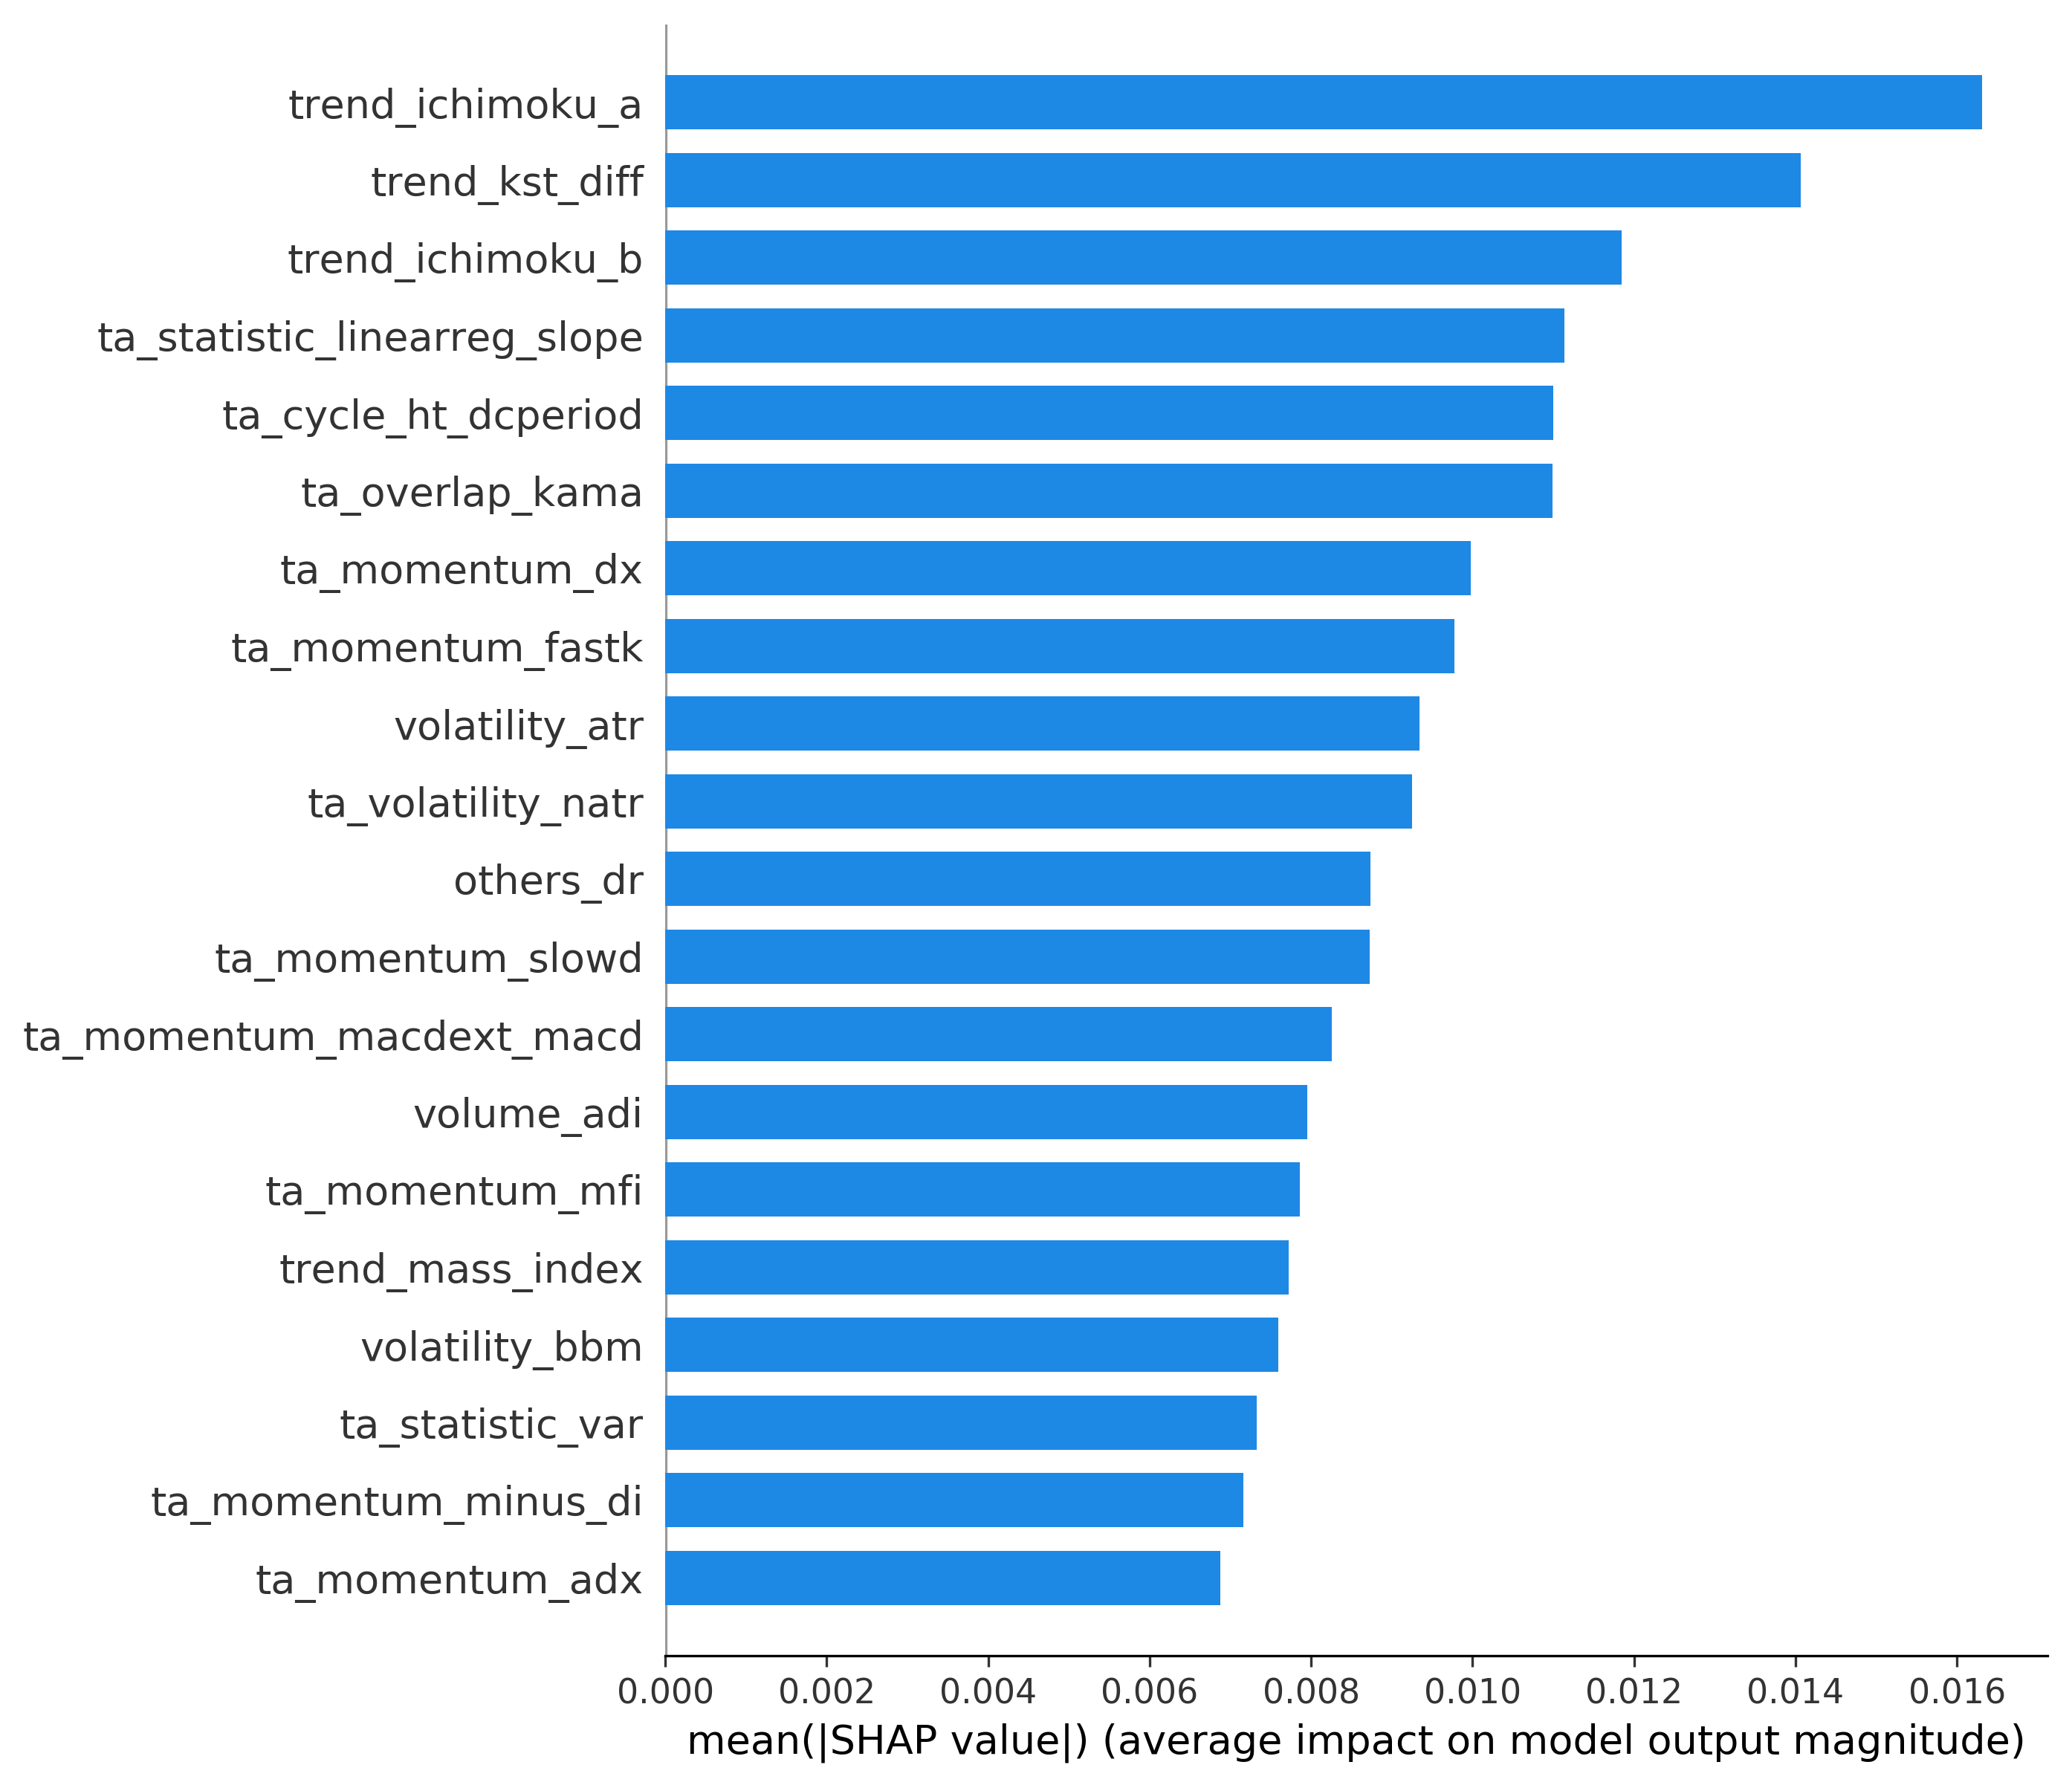 trend_ichimoku_a
trend_kst_diff
trend_ichimoku_b
ta_statistic_linearreg_slope
ta_cycle_ht_dcperiod
ta_overlap_kama
ta_momentum_dx
ta_momentum_fastk
volatility_atr
ta_volatility_natr
others_dr
ta_momentum_slowd
ta_momentum_macdext_macd
volume_adi
ta_momentum_mfi
trend_mass_index
volatility_bbm
ta_statistic_var
ta_momentum_minus_di
ta_momentum_adx
0.000 0.002 0.004 0.006 0.008 0.010 0.012 0.014 0.016
mean(|SHAP value|) (average impact on model output magnitude)